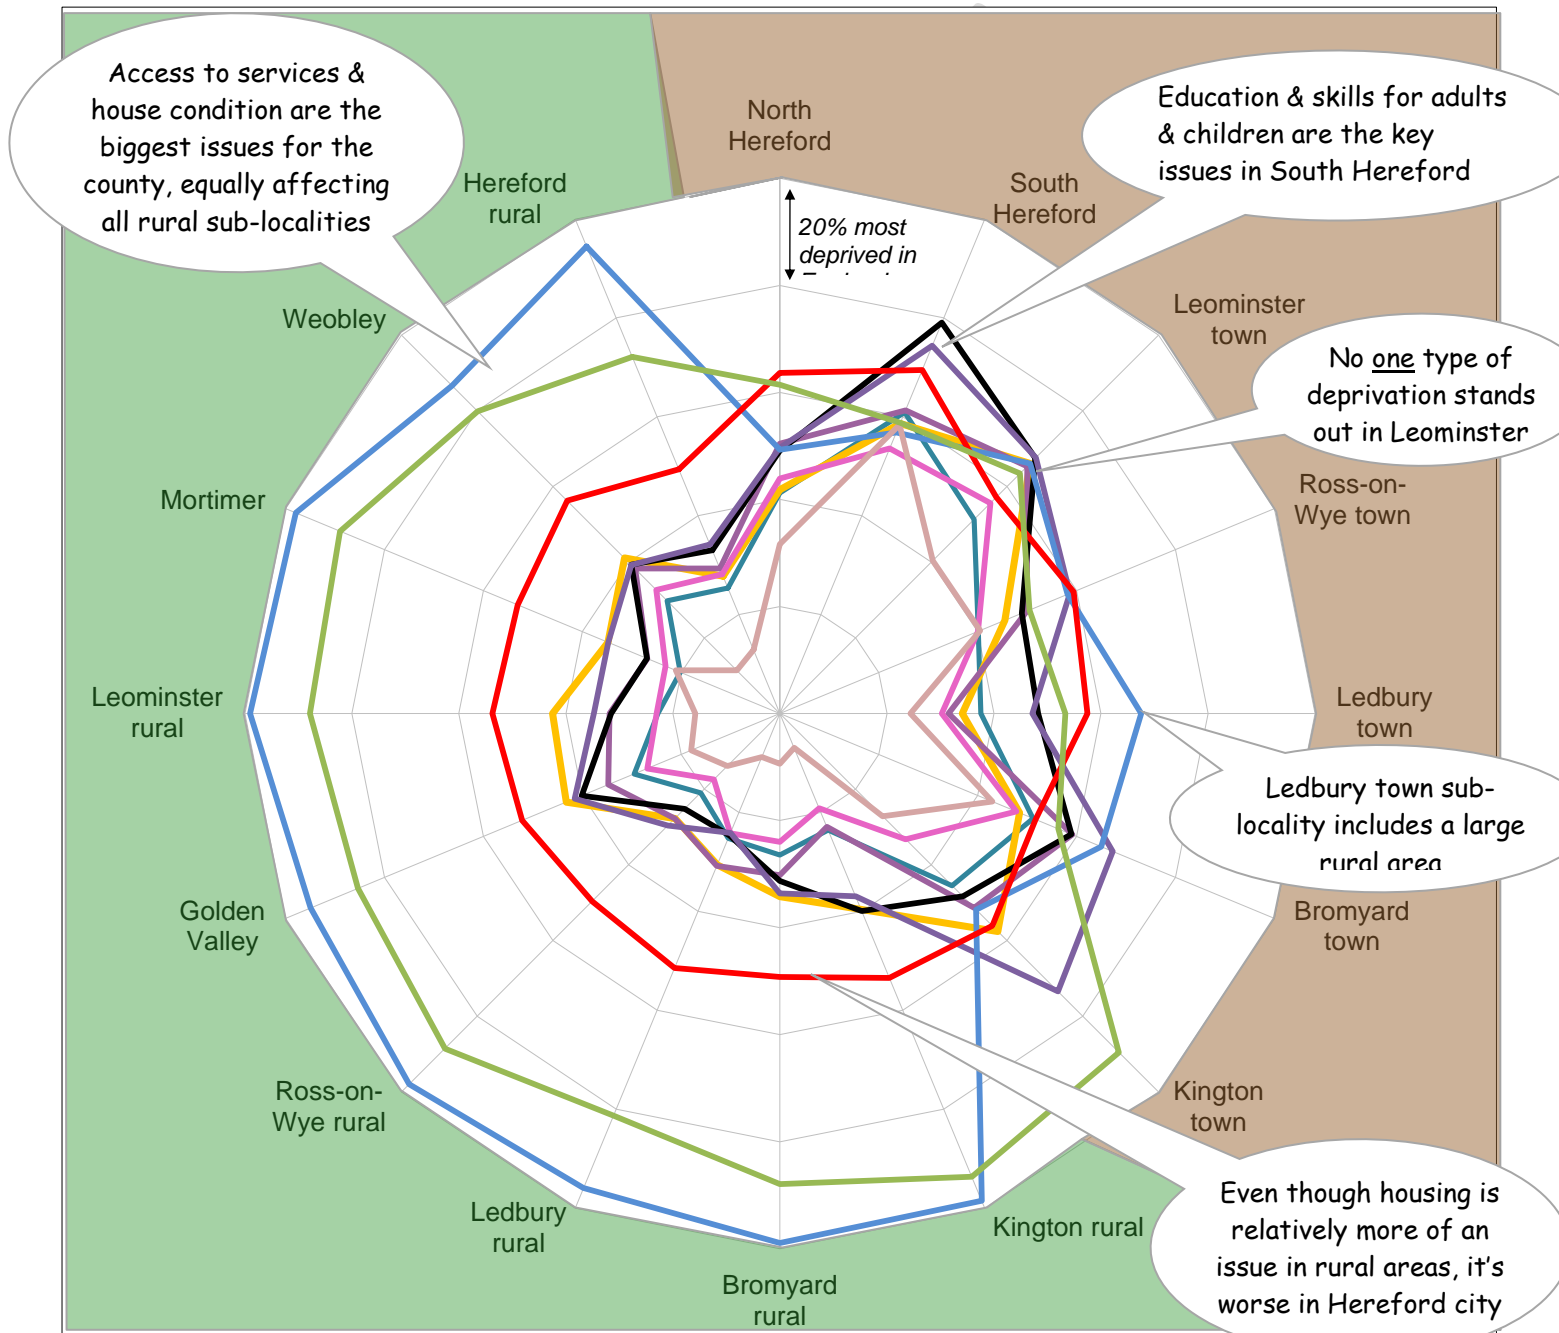 Access to services &
house condition are the
biggest issues for the
county, equally affecting
all rural sub-localities
Education & skills for adults
& children are the key
issues in South Hereford
North
Hereford
Hereford
rural
South
Hereford
20% most
deprived in
Weobley
Leominster
town
No one type of
deprivation stands
out in Leominster
Mortimer
Ross-on-
Wye town
Leominster
rural
Ledbury
town
Ledbury town sub-
locality includes a large
rural area
Golden
Valley
Bromyard
town
Ross-on-
Wye rural
Kington
town
Ledbury
rural
Kington rural
Bromyard
rural
Even though housing is
relatively more of an
issue in rural areas, it's
worse in Hereford city